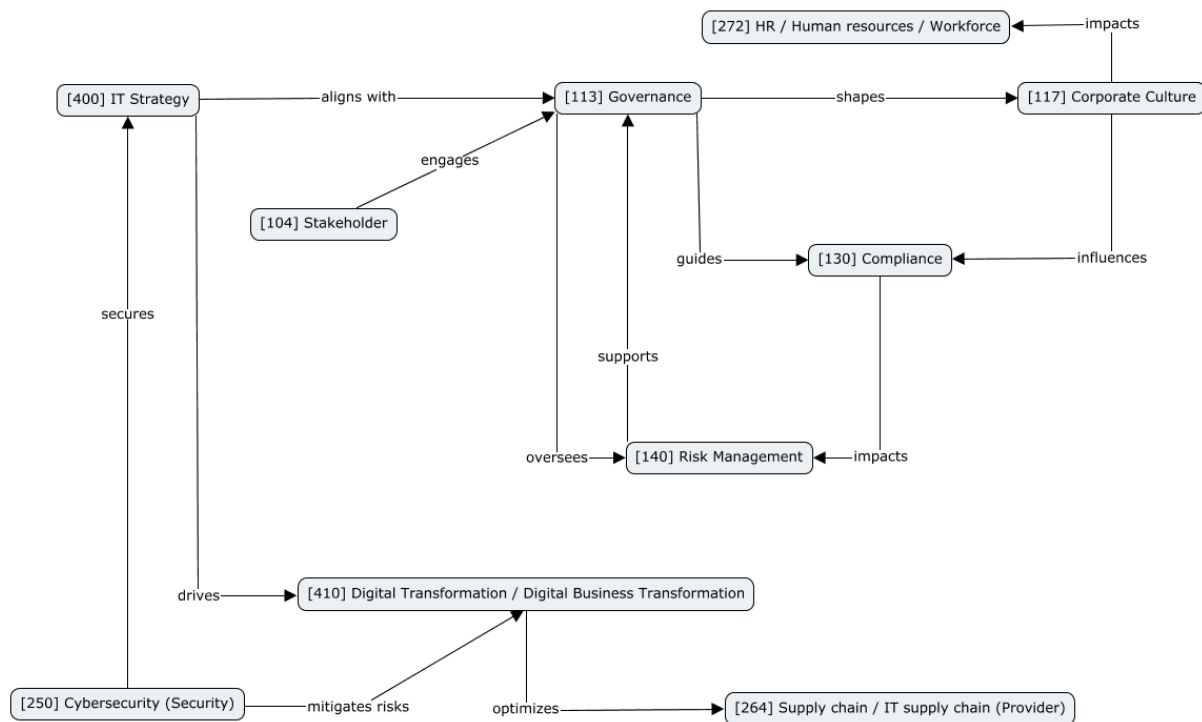 [272] HR / Human resources / Workforce
impacts
[400] IT Strategy
aligns with
[113] Governance
shapes
[117] Corporate Culture
engages
[104] Stakeholder
guides
[130] Compliance
influences
secures
supports
oversees
[140] Risk Management
impacts
drives
[410] Digital Transformation / Digital Business Transformation
[250] Cybersecurity (Security)
mitigates risks
optimizes
[264] Supply chain / IT supply chain (Provider)